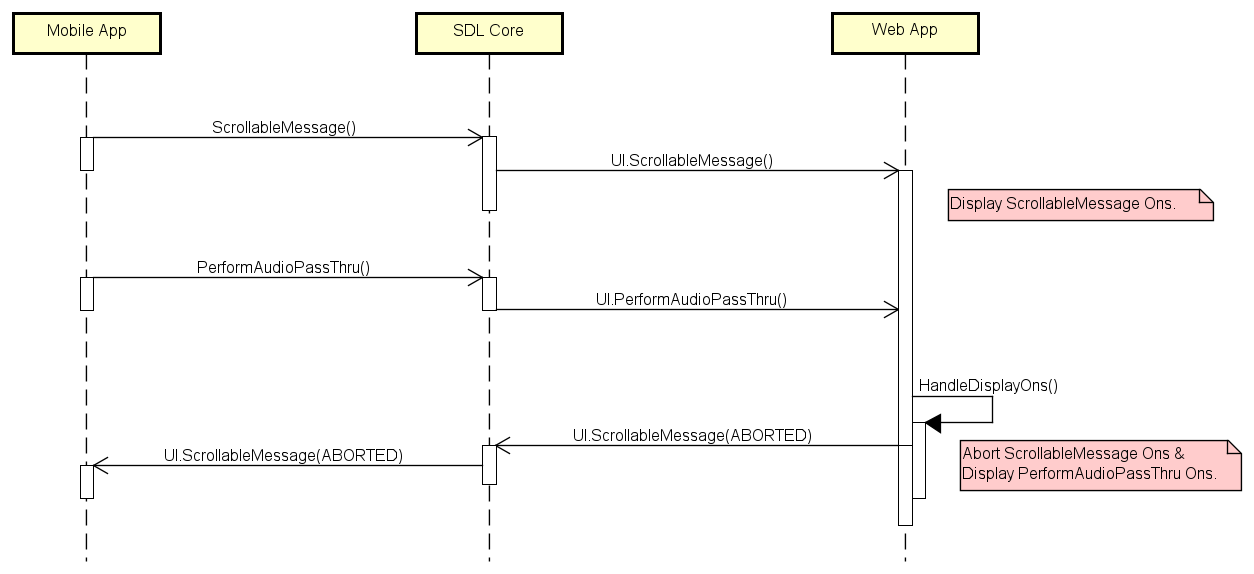 Mobile App
SDL Core
Web App
ScrollableMessage()
UI.ScrollableMessage()
Display ScrollableMessage Ons.
PerformAudioPassThru()
UI.PerformAudioPassThru()
HandleDisplayOns()
UI.ScrollableMessage(ABORTED)
UI.ScrollableMessage(ABORTED)
Abort ScrollableMessage Ons &
Display PerformAudioPassThru Ons.